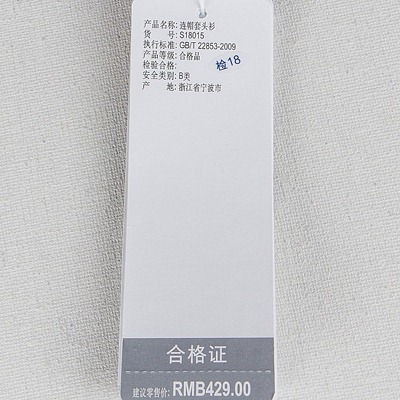 产品名称: 连帽套头衫
货 号: S18015
执行标准: GB/T 22853-2009
产品等级: 合格品
检验合格: 检18
安全类别: B类
产 地: 浙江省宁波市
合格证
建议零售价: RMB429.00